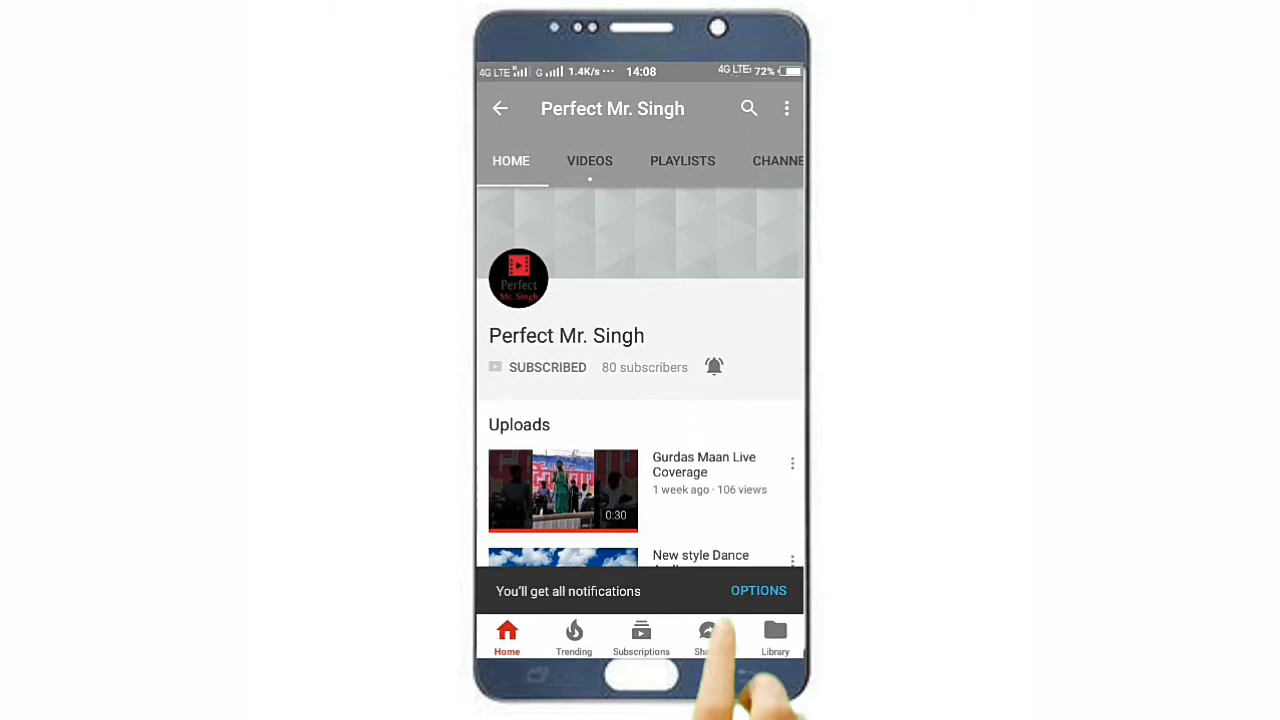 4G LTE R G 1.4K/s ... 14:08 4G LTE 72%
Perfect Mr. Singh
HOME VIDEOS PLAYLISTS CHANNE
Perfect
Mr. Singh
Perfect Mr. Singh
SUBSCRIBED 80 subscribers
Uploads
Gurdas Maan Live
Coverage
1 week ago · 106 views
0:30
New style Dance
You'll get all notifications OPTIONS
Home Trending Subscriptions Library